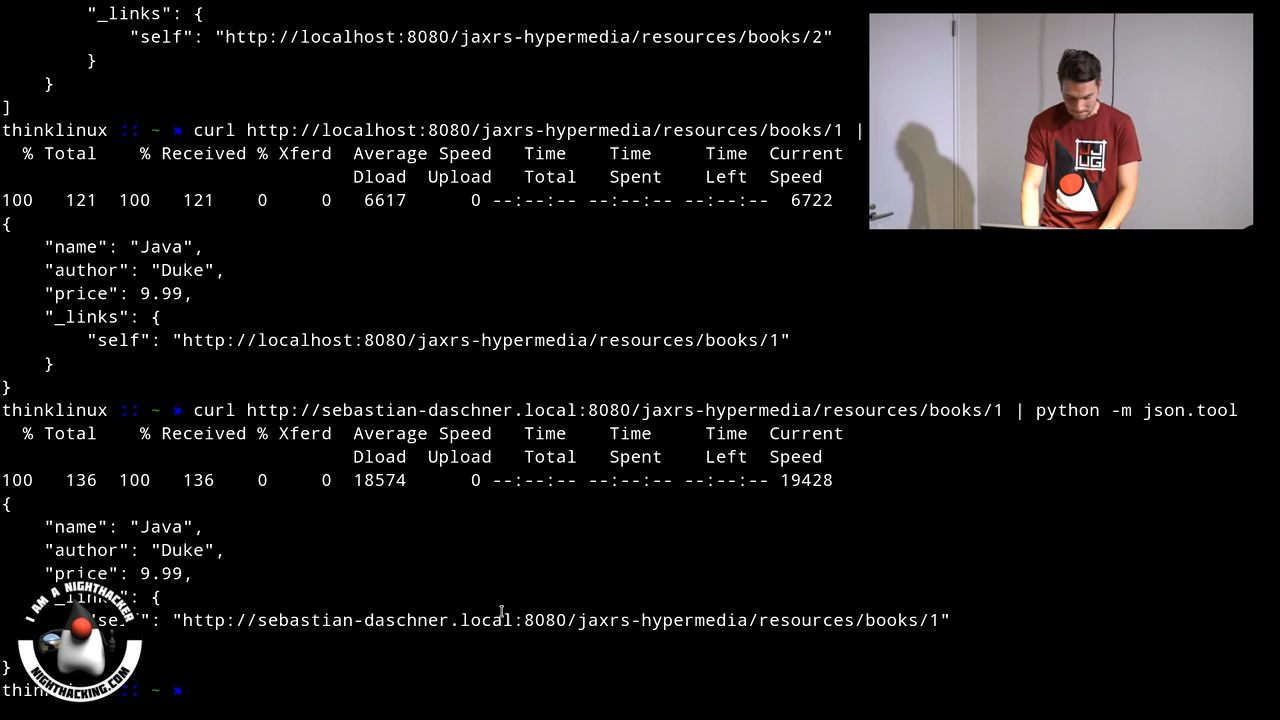 "_links": {
            "self": "http://localhost:8080/jaxrs-hypermedia/resources/books/2"
        }
    }
]
thinklinux :: ~ » curl http://localhost:8080/jaxrs-hypermedia/resources/books/1 |
  % Total    % Received % Xferd  Average Speed   Time    Time     Time  Current
                                 Dload  Upload   Total   Spent    Left  Speed
100   121  100   121    0     0   6617      0 --:--:-- --:--:-- --:--:--  6722
{
    "name": "Java",
    "author": "Duke",
    "price": 9.99,
    "_links": {
        "self": "http://localhost:8080/jaxrs-hypermedia/resources/books/1"
    }
}
thinklinux :: ~ » curl http://sebastian-daschner.local:8080/jaxrs-hypermedia/resources/books/1 | python -m json.tool
  % Total    % Received % Xferd  Average Speed   Time    Time     Time  Current
                                 Dload  Upload   Total   Spent    Left  Speed
100   136  100   136    0     0  18574      0 --:--:-- --:--:-- --:--:-- 19428
{
    "name": "Java",
    "author": "Duke",
    "price": 9.99,
    "_links": {
        "self": "http://sebastian-daschner.local:8080/jaxrs-hypermedia/resources/books/1"
}
:: ~ »
I AM A NIGHTHACKER
NIGHTHACKING.COM
JJUG